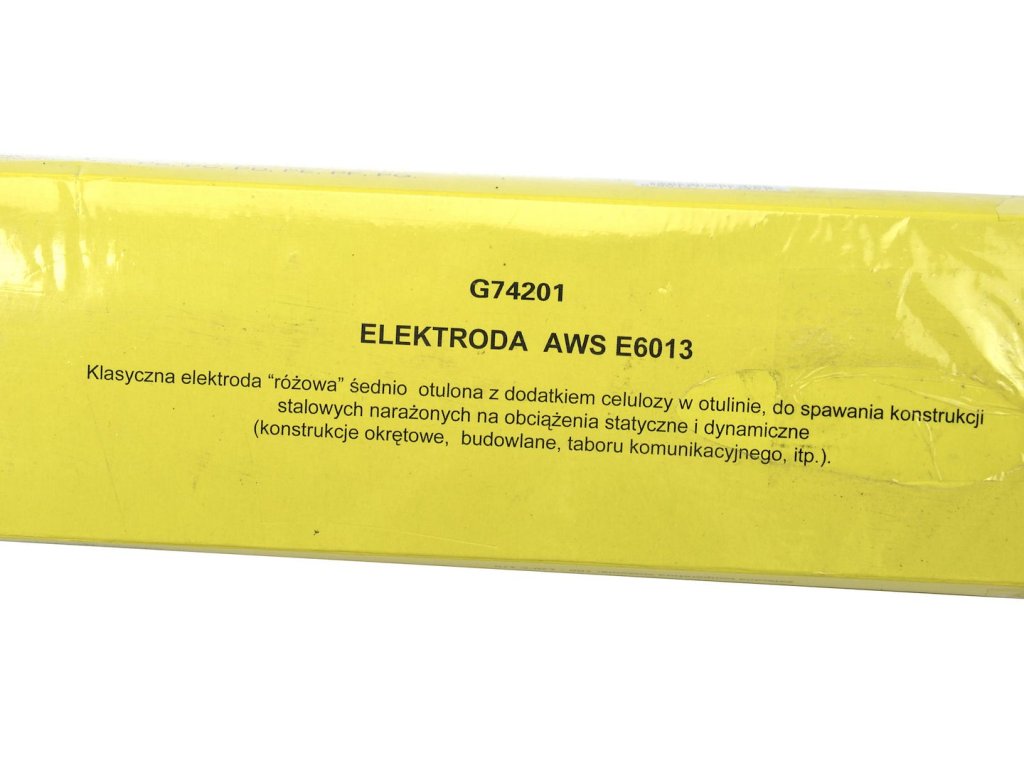 G74201
ELEKTRODA AWS E6013
Klasyczna elektroda “różowa” śednio otulona z dodatkiem celulozy w otulinie, do spawania konstrukcji
stalowych narażonych na obciążenia statyczne i dynamiczne
(konstrukcje okrętowe, budowlane, taboru komunikacyjnego, itp.).